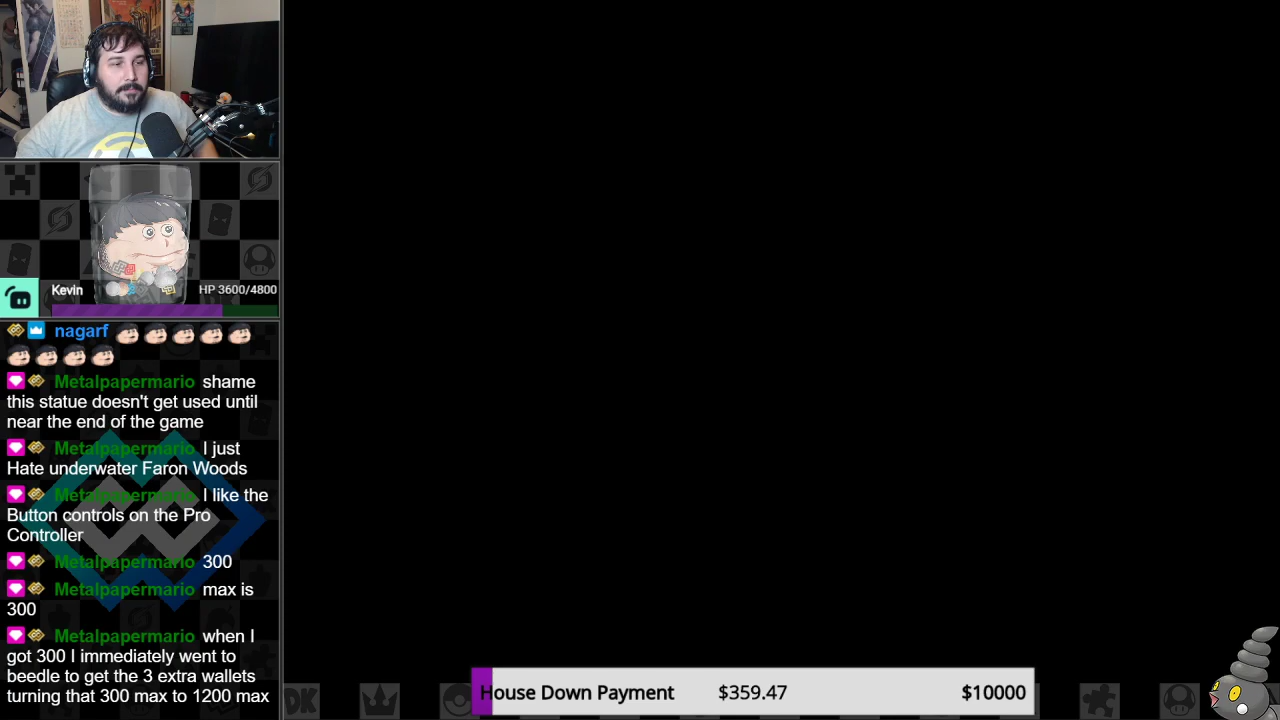 Kevin HP 3600/4800
nagarf
Metalpapermario shame
this statue doesn't get used until
near the end of the game
Metalpapermario I just
Hate underwater Faron Woods
Metalpapermario I like the
Button controls on the Pro
Controller
Metalpapermario 300
Metalpapermario max is
300
Metalpapermario when I
got 300 I immediately went to
beedle to get the 3 extra wallets
turning that 300 max to 1200 max
House Down Payment $359.47 $10000
DK